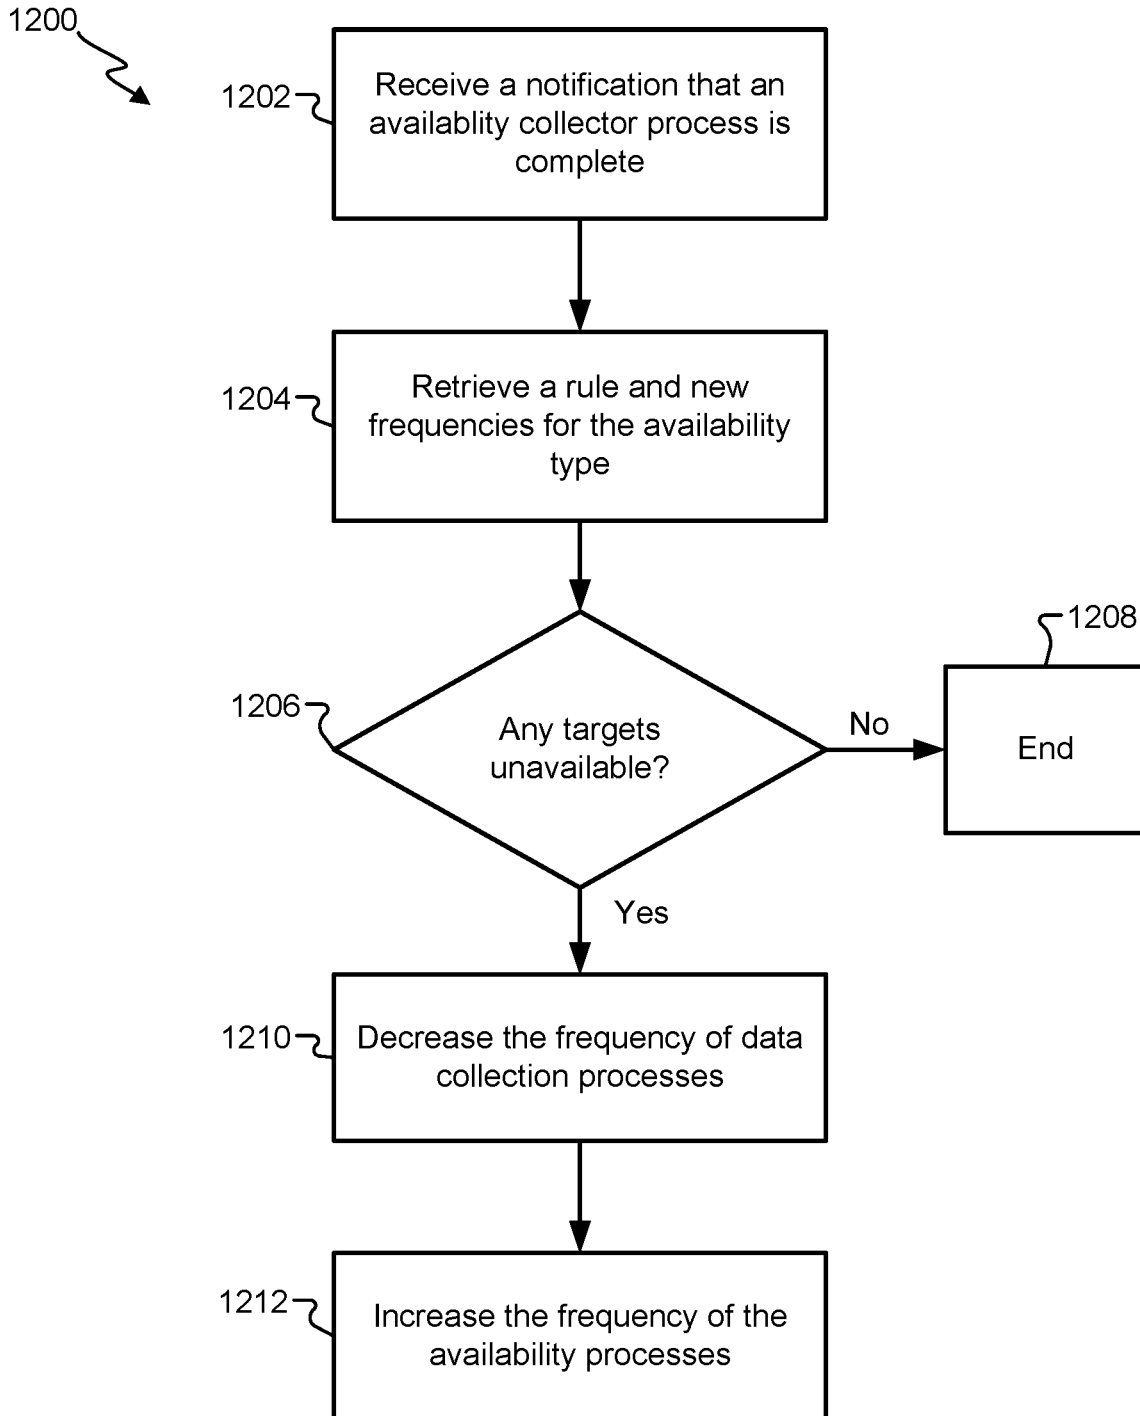 1200
1202
Receive a notification that an
availablity collector process is
complete
1204
Retrieve a rule and new
frequencies for the availability
type
1206
Any targets
unavailable?
No
1208
End
Yes
1210
Decrease the frequency of data
collection processes
1212
Increase the frequency of the
availability processes